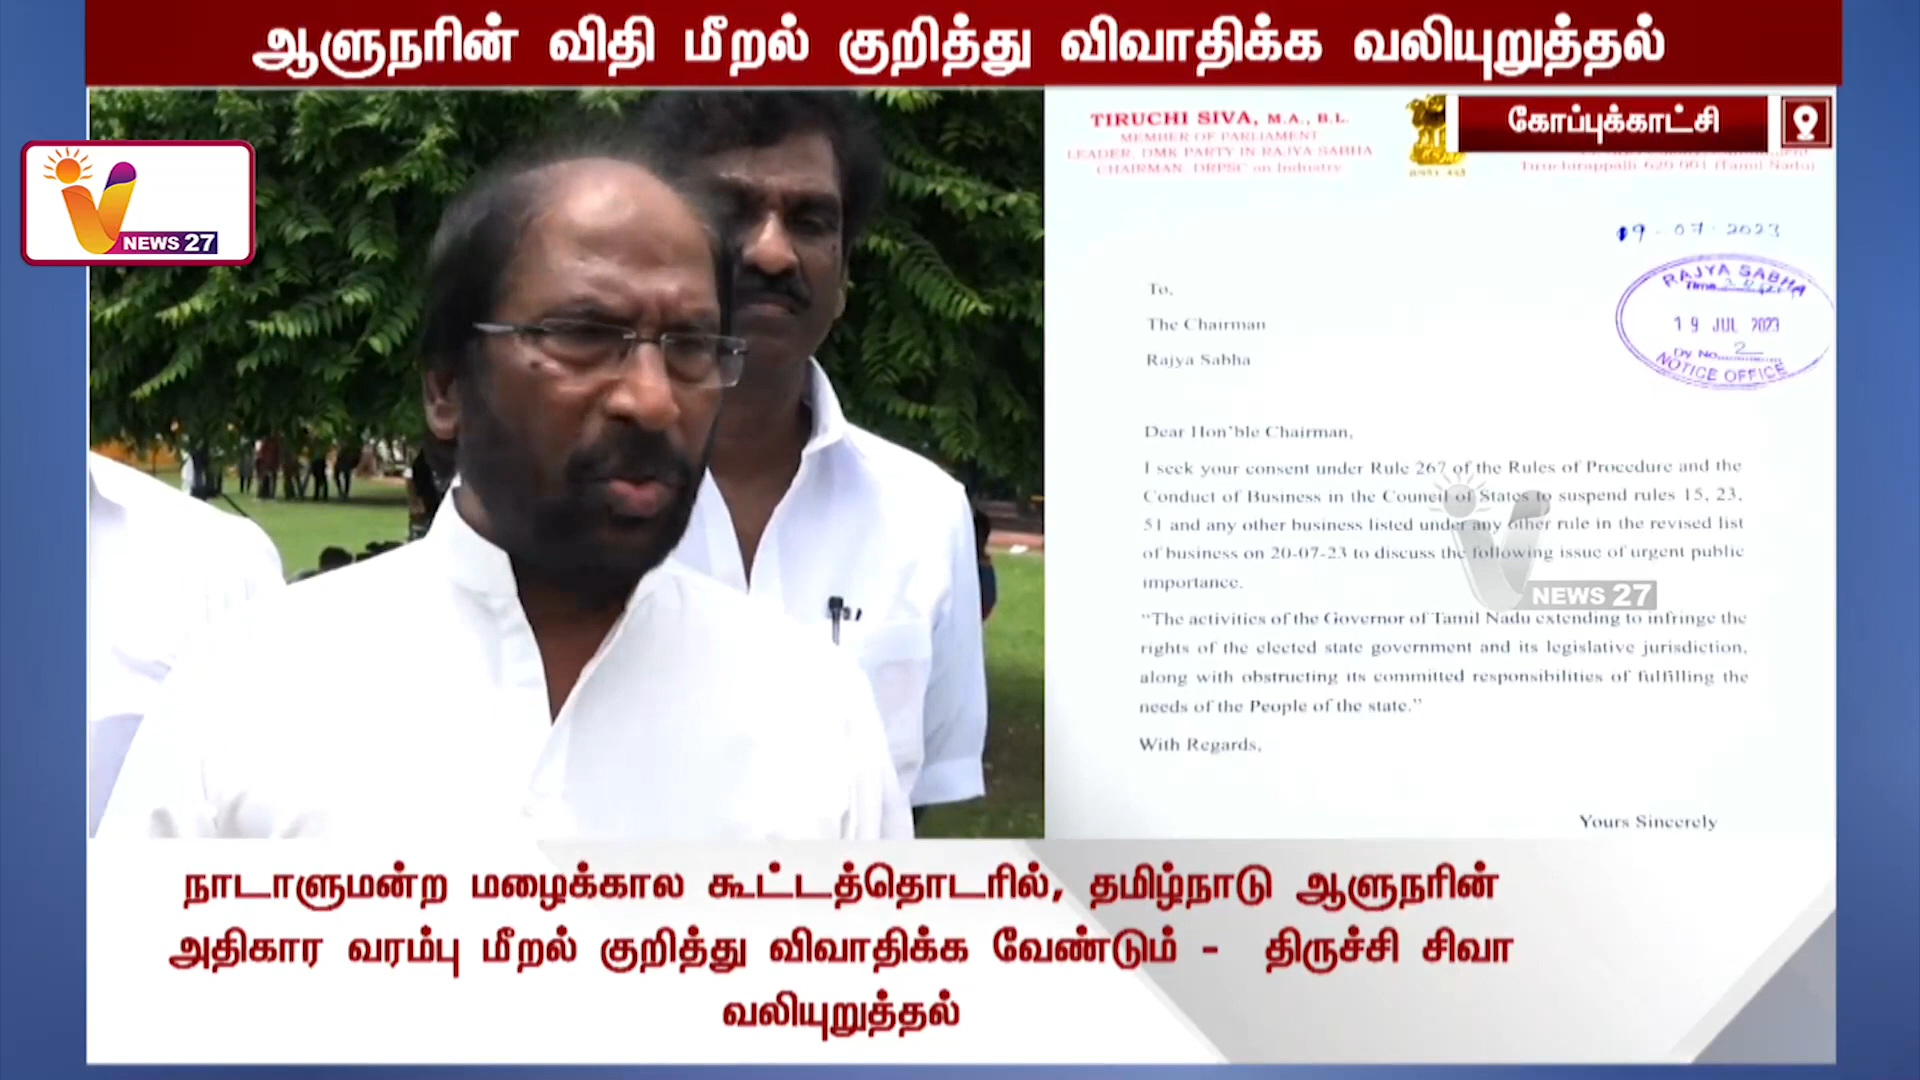 ஆளுநரின் விதி மீறல் குறித்து விவாதிக்க வலியுறுத்தல்
NEWS 27
TIRUCHI SIVA, M.A., B.L.
MEMBER OF PARLIAMENT
LEADER, DMK PARTY IN RAJYA SABHA
CHAIRMAN, DRPSC on Industry
கோப்புக்காட்சி
Tiruchirappalli 620 001 (Tamil Nadu)
19-07-2023
RAJYA SABHA
Time
19 JUL 2023
Dy No. 2
NOTICE OFFICE
To,
The Chairman
Rajya Sabha
Dear Hon'ble Chairman,
I seek your consent under Rule 267 of the Rules of Procedure and the
Conduct of Business in the Council of States to suspend rules 15, 23,
51 and any other business listed under any other rule in the revised list
of business on 20-07-23 to discuss the following issue of urgent public
importance.
NEWS 27
"The activities of the Governor of Tamil Nadu extending to infringe the
rights of the elected state government and its legislative jurisdiction,
along with obstructing its committed responsibilities of fulfilling the
needs of the People of the state."
With Regards,
Yours Sincerely
நாடாளுமன்ற மழைக்கால கூட்டத்தொடரில், தமிழ்நாடு ஆளுநரின்
அதிகார வரம்பு மீறல் குறித்து விவாதிக்க வேண்டும் - திருச்சி சிவா
வலியுறுத்தல்